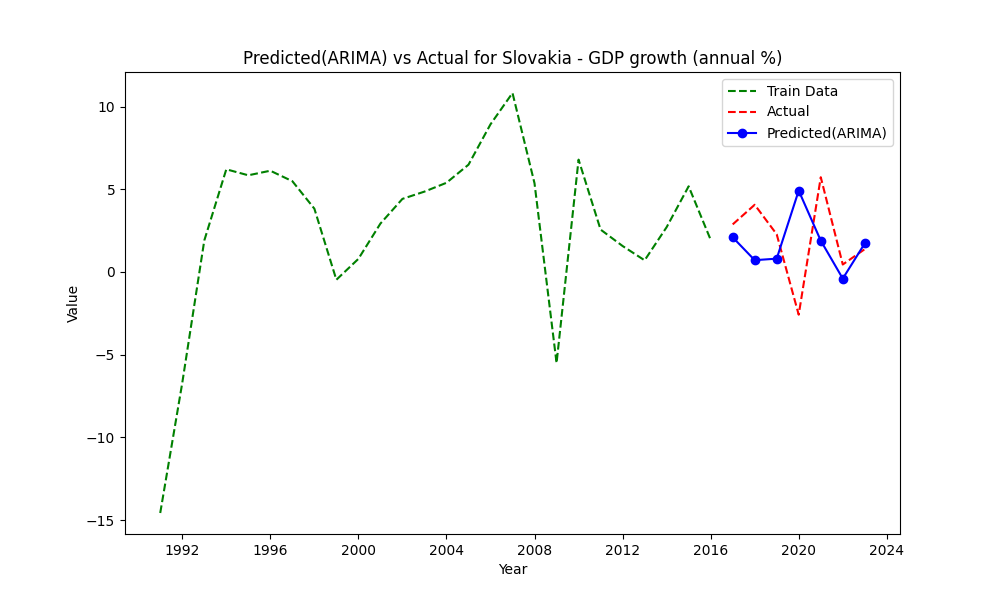 Predicted(ARIMA) vs Actual for Slovakia - GDP growth (annual %)
Train Data
Actual
Predicted(ARIMA)
10
5
0
−5
−10
−15
Value
1992 1996 2000 2004 2008 2012 2016 2020 2024
Year